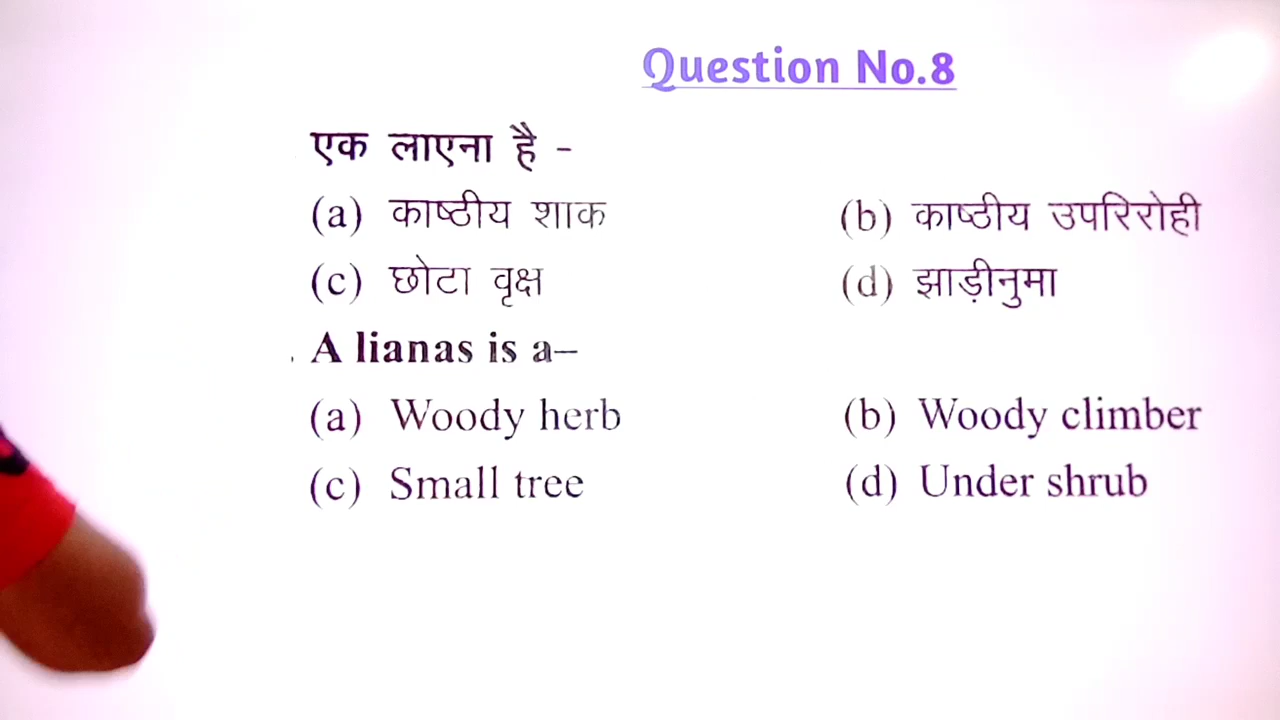 Question No.8
एक लाएना है -
(a) काष्ठीय शाक (b) काष्ठीय उपरिरोही
(c) छोटा वृक्ष (d) झाड़ीनुमा
. A lianas is a–
(a) Woody herb (b) Woody climber
(c) Small tree (d) Under shrub